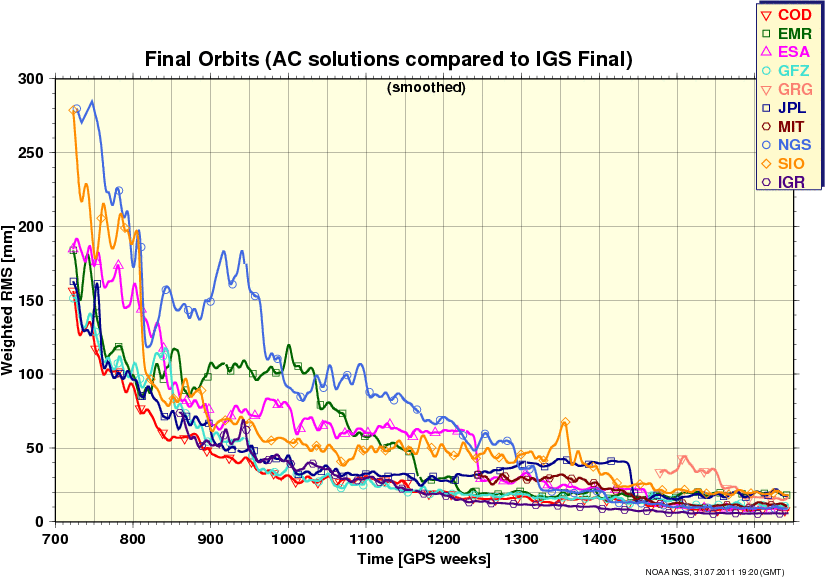 COD
EMR
ESA
GFZ
GRG
JPL
MIT
NGS
SIO
IGR
Final Orbits (AC solutions compared to IGS Final)
(smoothed)
300
250
200
150
100
50
0
Weighted RMS [mm]
700 800 900 1000 1100 1200 1300 1400 1500 1600
Time [GPS weeks]
NOAA NGS, 31.07.2011 19:20 (GMT)